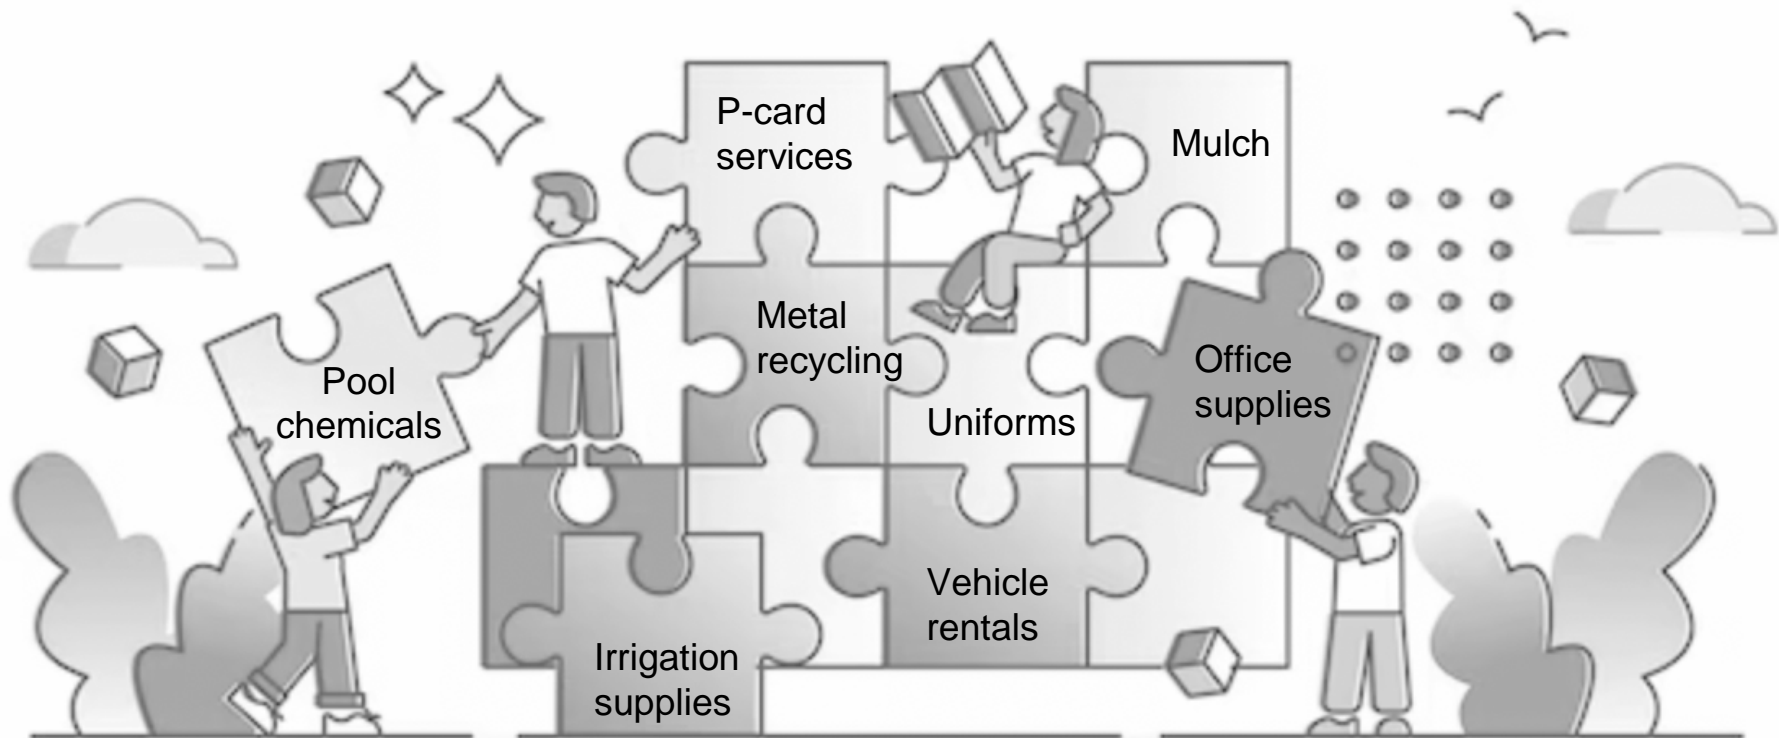 P-card
services
Mulch
Metal
recycling
Office
supplies
Pool
chemicals
Uniforms
Vehicle
rentals
Irrigation
supplies